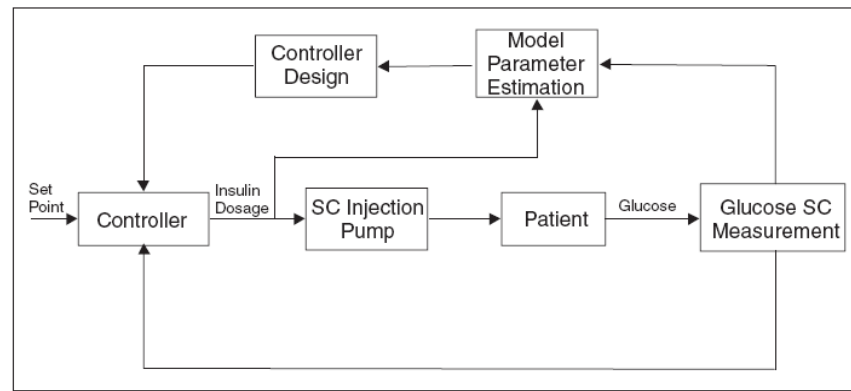 Controller
Design
Model
Parameter
Estimation
Set
Point
Controller
Insulin
Dosage
SC Injection
Pump
Patient
Glucose
Glucose SC
Measurement